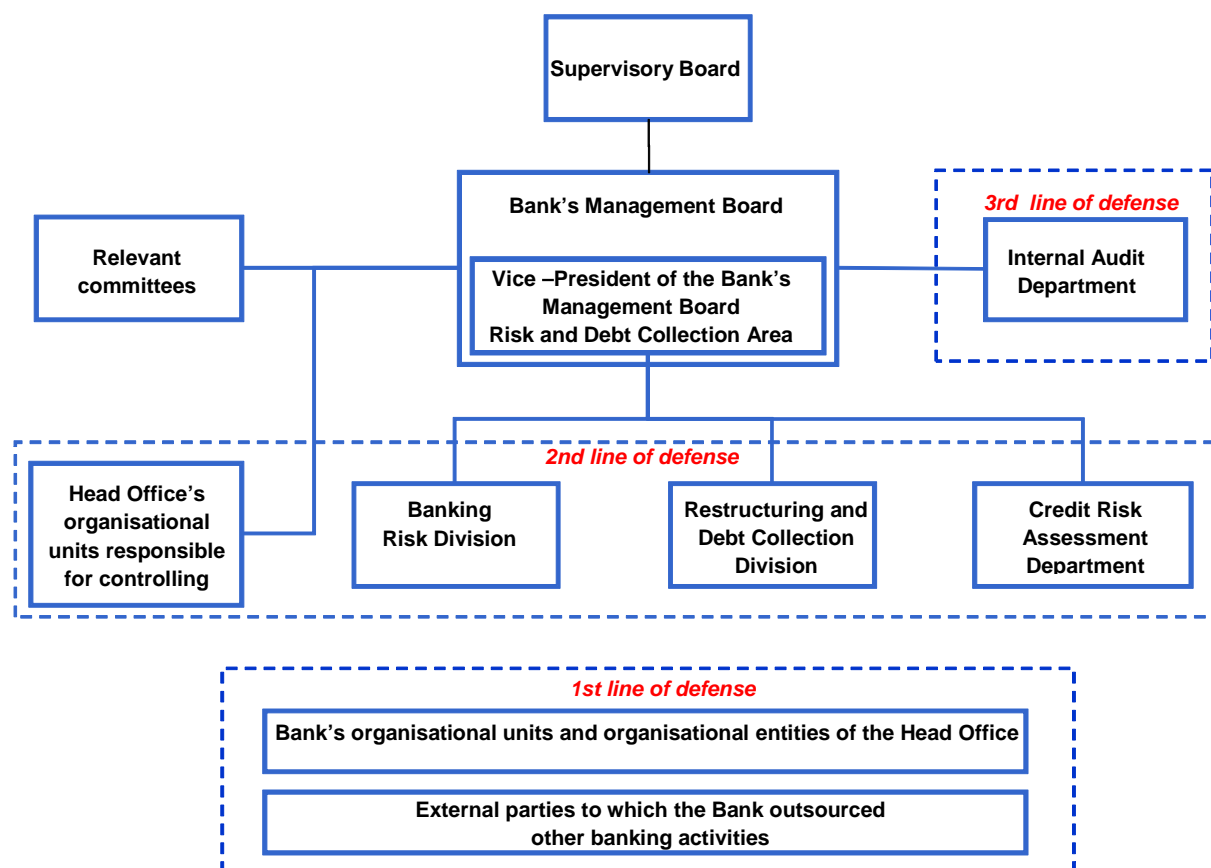 Supervisory Board
Bank’s Management Board
Vice –President of the Bank’s
Management Board
Risk and Debt Collection Area
3rd line of defense
Internal Audit
Department
Relevant
committees
2nd line of defense
Head Office’s
organisational
units responsible
for controlling
Banking
Risk Division
Restructuring and
Debt Collection
Division
Credit Risk
Assessment
Department
1st line of defense
Bank’s organisational units and organisational entities of the Head Office
External parties to which the Bank outsourced
other banking activities